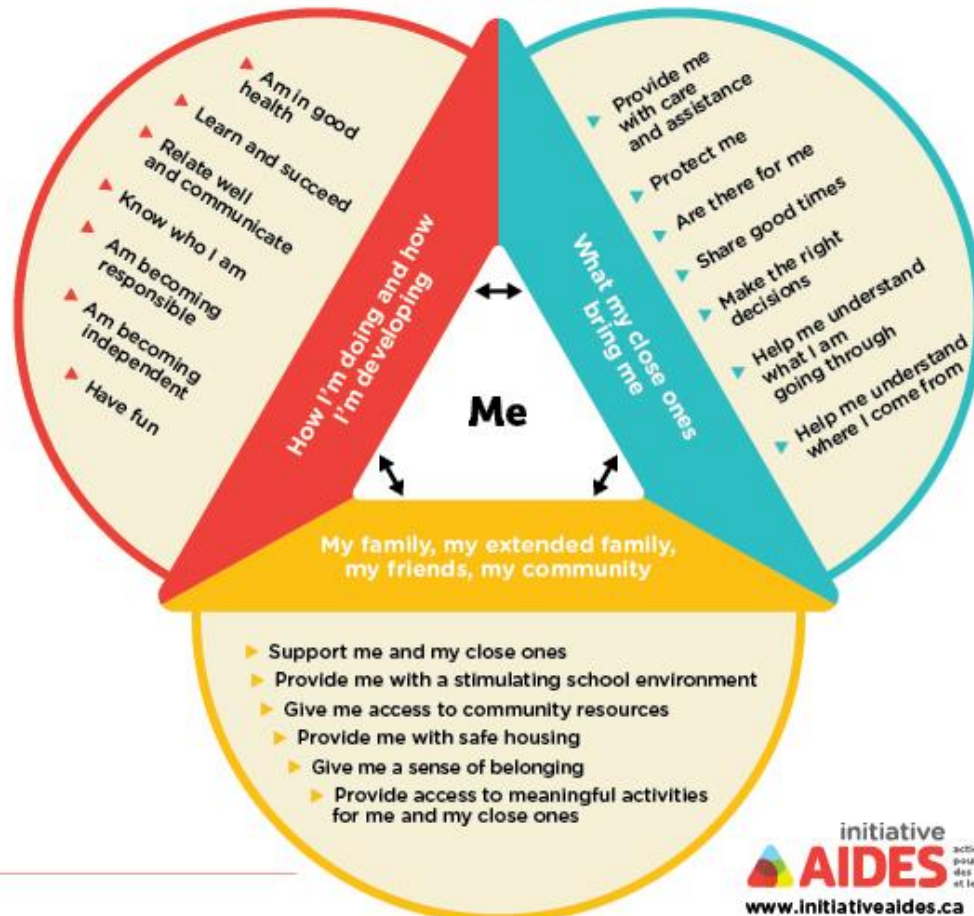 Am in good
health
Learn and succeed
Relate well
and communicate
Know who I am
Am becoming
responsible
Am becoming
independent
Have fun
How I'm doing and how
I'm developing
Provide me
with care
and assistance
Protect me
Are there for me
Share good times
Make the right
decisions
Help me understand
what I am
going through
Help me understand
where I come from
What my close ones
bring me
Me
My family, my extended family,
my friends, my community
Support me and my close ones
Provide me with a stimulating school environment
Give me access to community resources
Provide me with safe housing
Give me a sense of belonging
Provide access to meaningful activities
for me and my close ones
initiative
AIDES
des
www.initiativeaides.ca